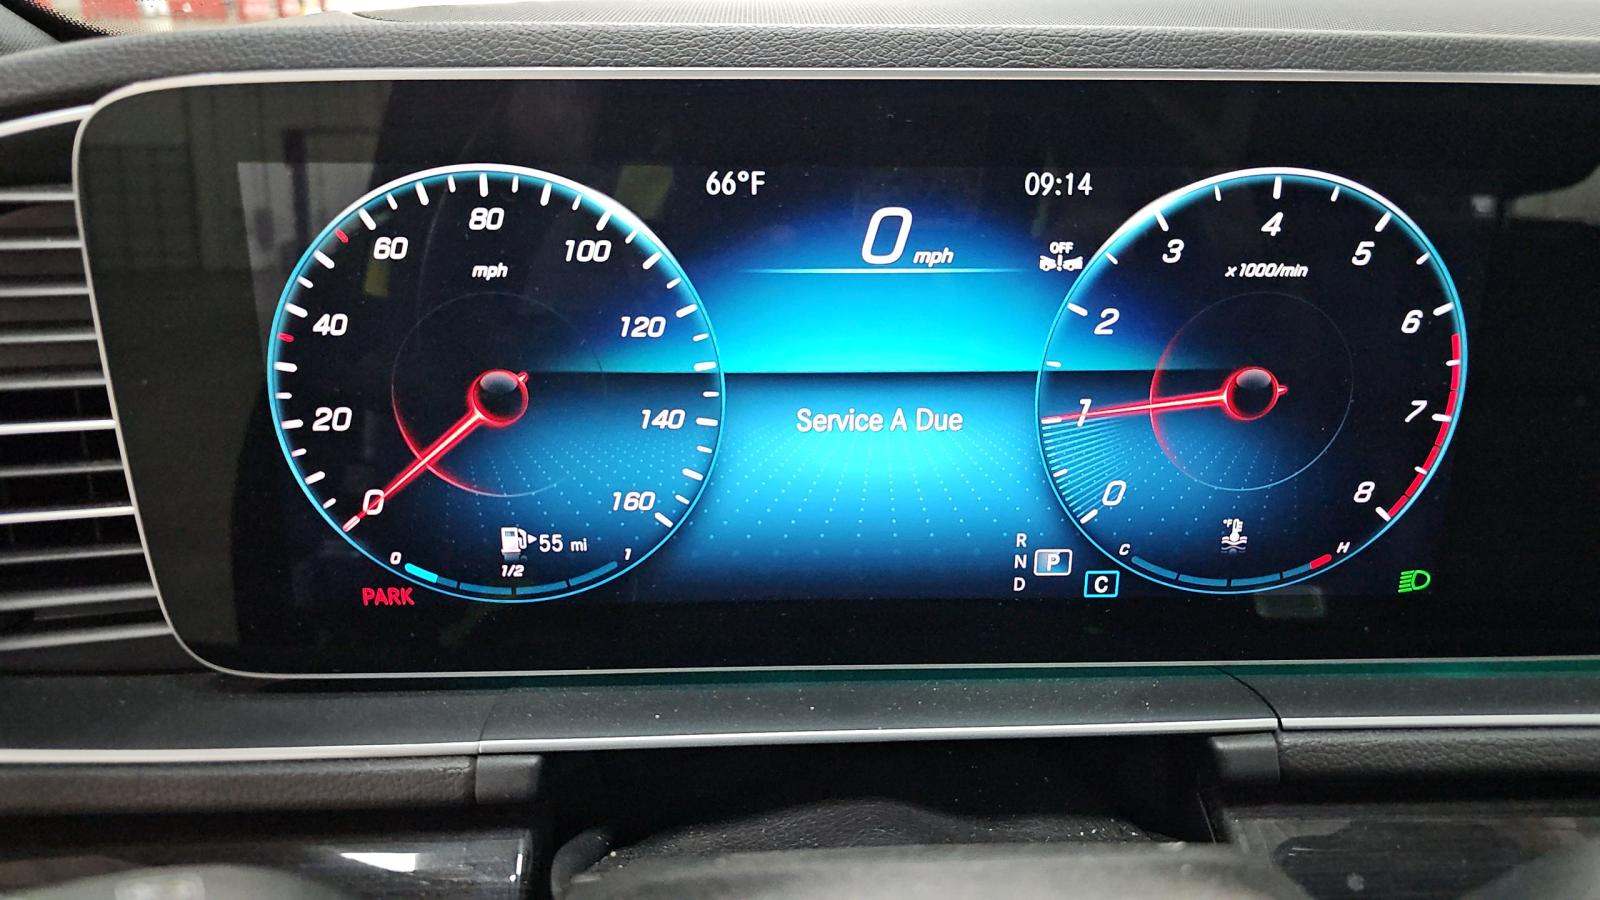 66°F
09:14
0 mph
OFF
0
20
40
60
80
100
120
140
160
mph
55 mi
0 1/2 1
PARK
Service A Due
R
N P
D
C
0
1
2
3
4
5
6
7
8
x1000/min
°F
C H